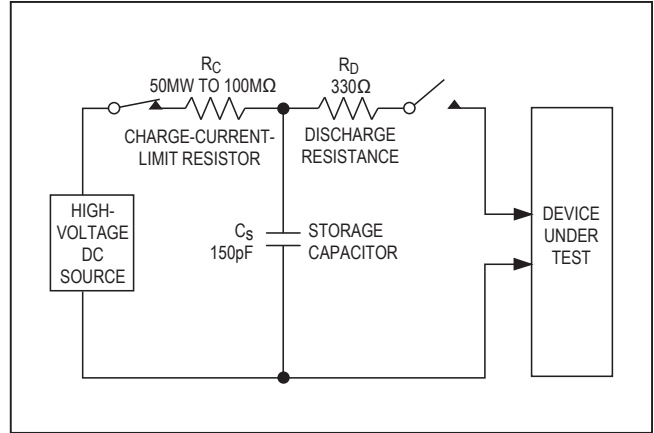 RC
50MW TO 100MΩ
CHARGE-CURRENT-
LIMIT RESISTOR
RD
330Ω
DISCHARGE
RESISTANCE
HIGH-
VOLTAGE
DC
SOURCE
CS
150pF
STORAGE
CAPACITOR
DEVICE
UNDER
TEST